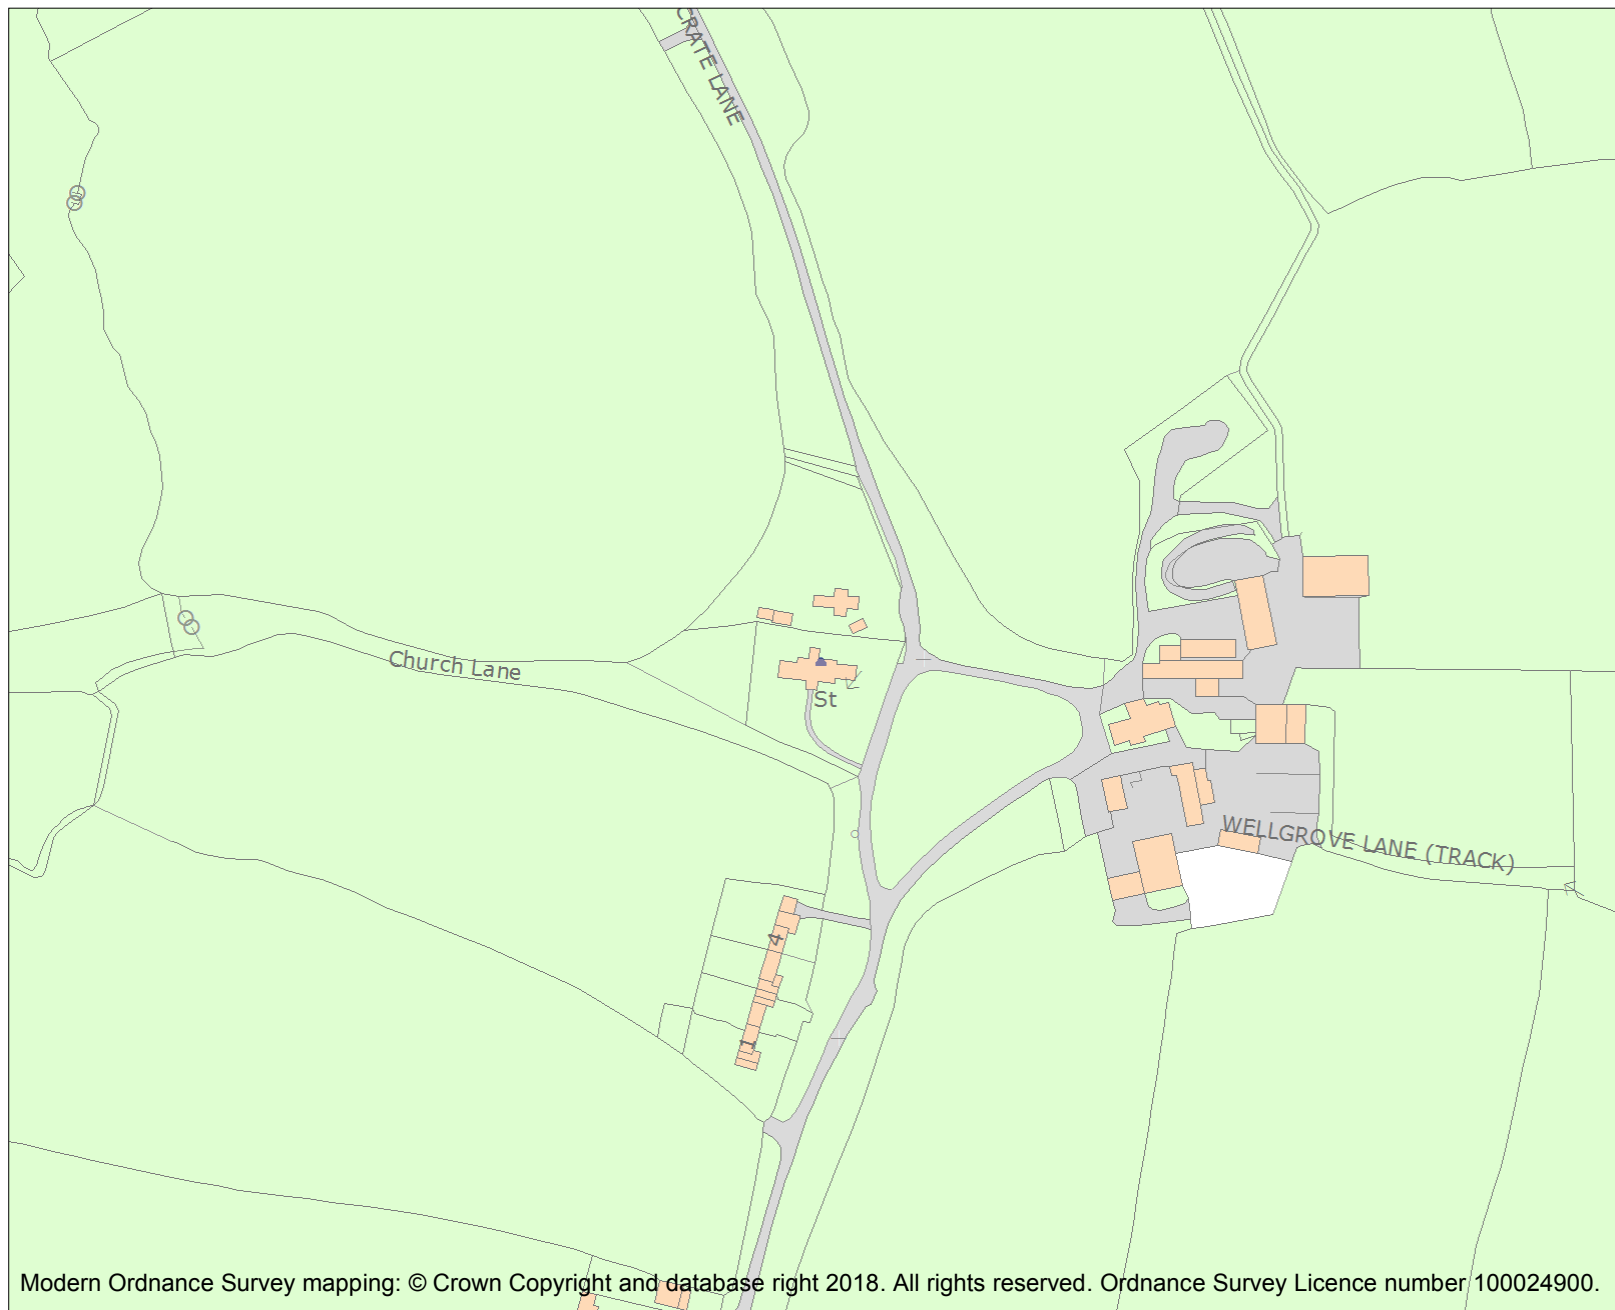 CRATE LANE
Church Lane
St
WELLGROVE LANE (TRACK)
4
1
Modern Ordnance Survey mapping: © Crown Copyright and database right 2018. All rights reserved. Ordnance Survey Licence number 100024900.